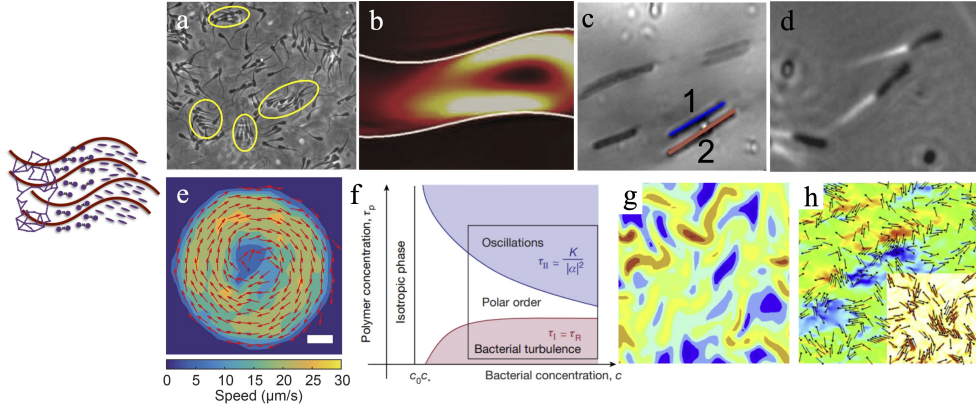 a
b
c
d
1
2
e
f
g
h
Polymer concentration, τp
Isotropic phase
Oscillations
τII ≃ K/|α|²
Polar order
τI ≃ τR
Bacterial turbulence
c0c*
Bacterial concentration, c
0 5 10 15 20 25 30
Speed (μm/s)